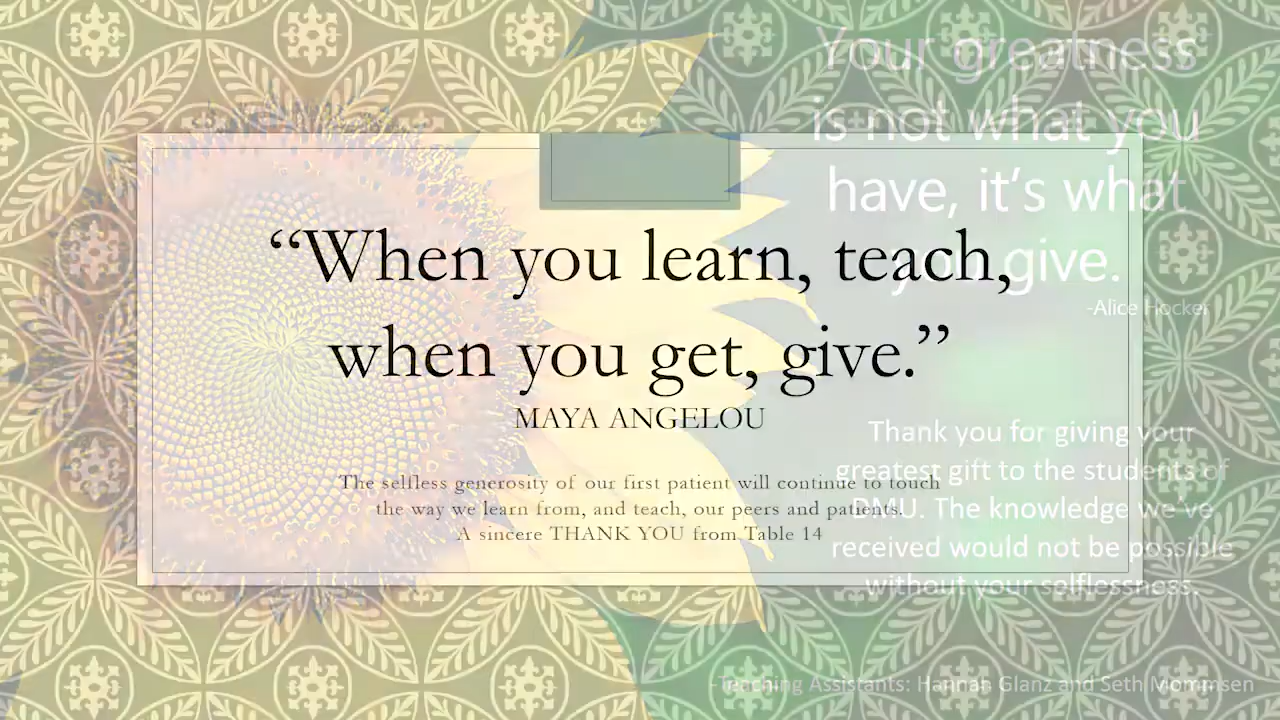 “When you learn, teach,
when you get, give.”
MAYA ANGELOU
The selfless generosity of our first patient will continue to touch
the way we learn from, and teach, our peers and patients.
A sincere THANK YOU from Table 14
Your greatness
is not what you
have, it’s what
you give.
-Alice Hocker
Thank you for giving your
greatest gift to the students of
DMU. The knowledge we’ve
received would not be possible
without your selflessness.
-Teaching Assistants: Hannah Glanz and Seth Mommsen